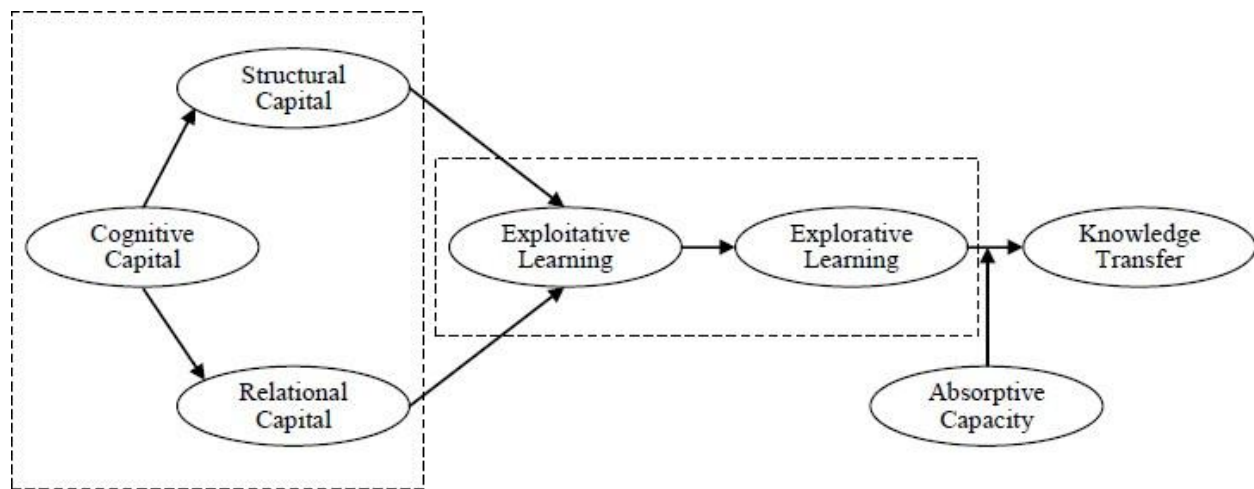 Structural
Capital
Cognitive
Capital
Exploitative
Learning
Explorative
Learning
Knowledge
Transfer
Relational
Capital
Absorptive
Capacity